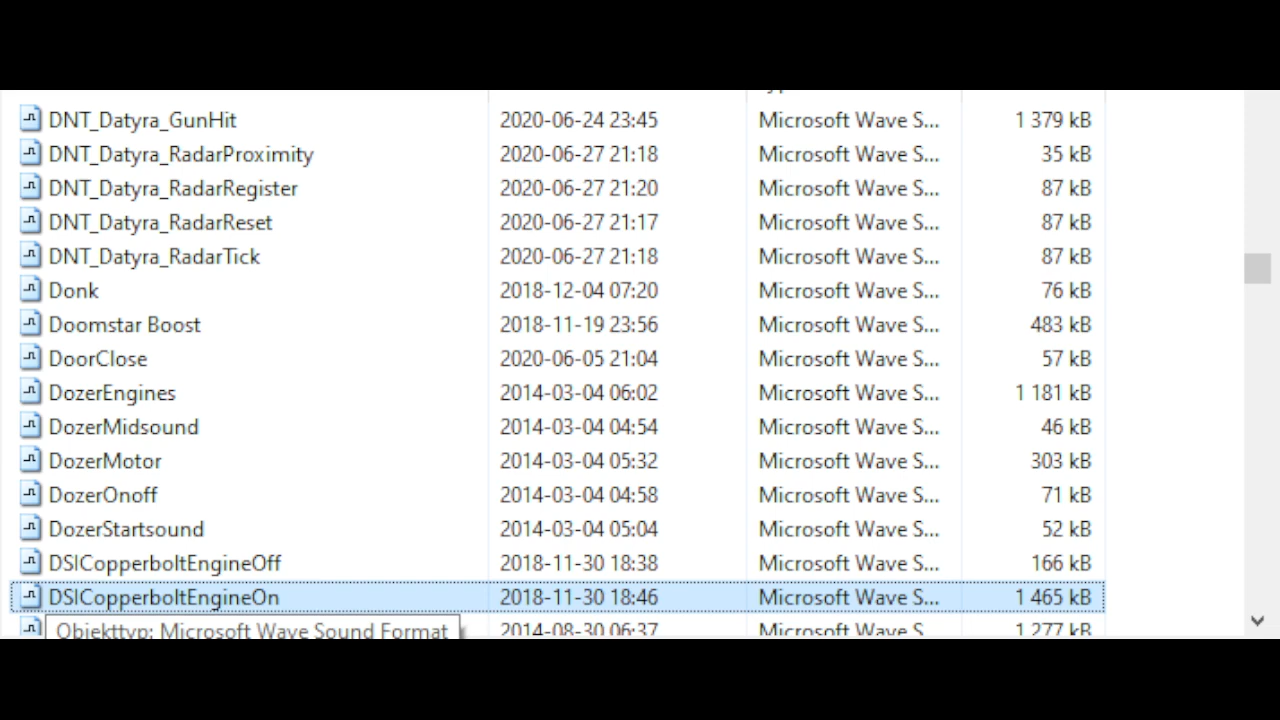 DNT_Datyra_GunHit 2020-06-24 23:45 Microsoft Wave S... 1 379 kB
DNT_Datyra_RadarProximity 2020-06-27 21:18 Microsoft Wave S... 35 kB
DNT_Datyra_RadarRegister 2020-06-27 21:20 Microsoft Wave S... 87 kB
DNT_Datyra_RadarReset 2020-06-27 21:17 Microsoft Wave S... 87 kB
DNT_Datyra_RadarTick 2020-06-27 21:18 Microsoft Wave S... 87 kB
Donk 2018-12-04 07:20 Microsoft Wave S... 76 kB
Doomstar Boost 2018-11-19 23:56 Microsoft Wave S... 483 kB
DoorClose 2020-06-05 21:04 Microsoft Wave S... 57 kB
DozerEngines 2014-03-04 06:02 Microsoft Wave S... 1 181 kB
DozerMidsound 2014-03-04 04:54 Microsoft Wave S... 46 kB
DozerMotor 2014-03-04 05:32 Microsoft Wave S... 303 kB
DozerOnoff 2014-03-04 04:58 Microsoft Wave S... 71 kB
DozerStartsound 2014-03-04 05:04 Microsoft Wave S... 52 kB
DSICopperboltEngineOff 2018-11-30 18:38 Microsoft Wave S... 166 kB
DSICopperboltEngineOn 2018-11-30 18:46 Microsoft Wave S... 1 465 kB
Objekttyp: Microsoft Wave Sound Format 2014-08-30 06:37 Microsoft Wave S... 1 277 kB